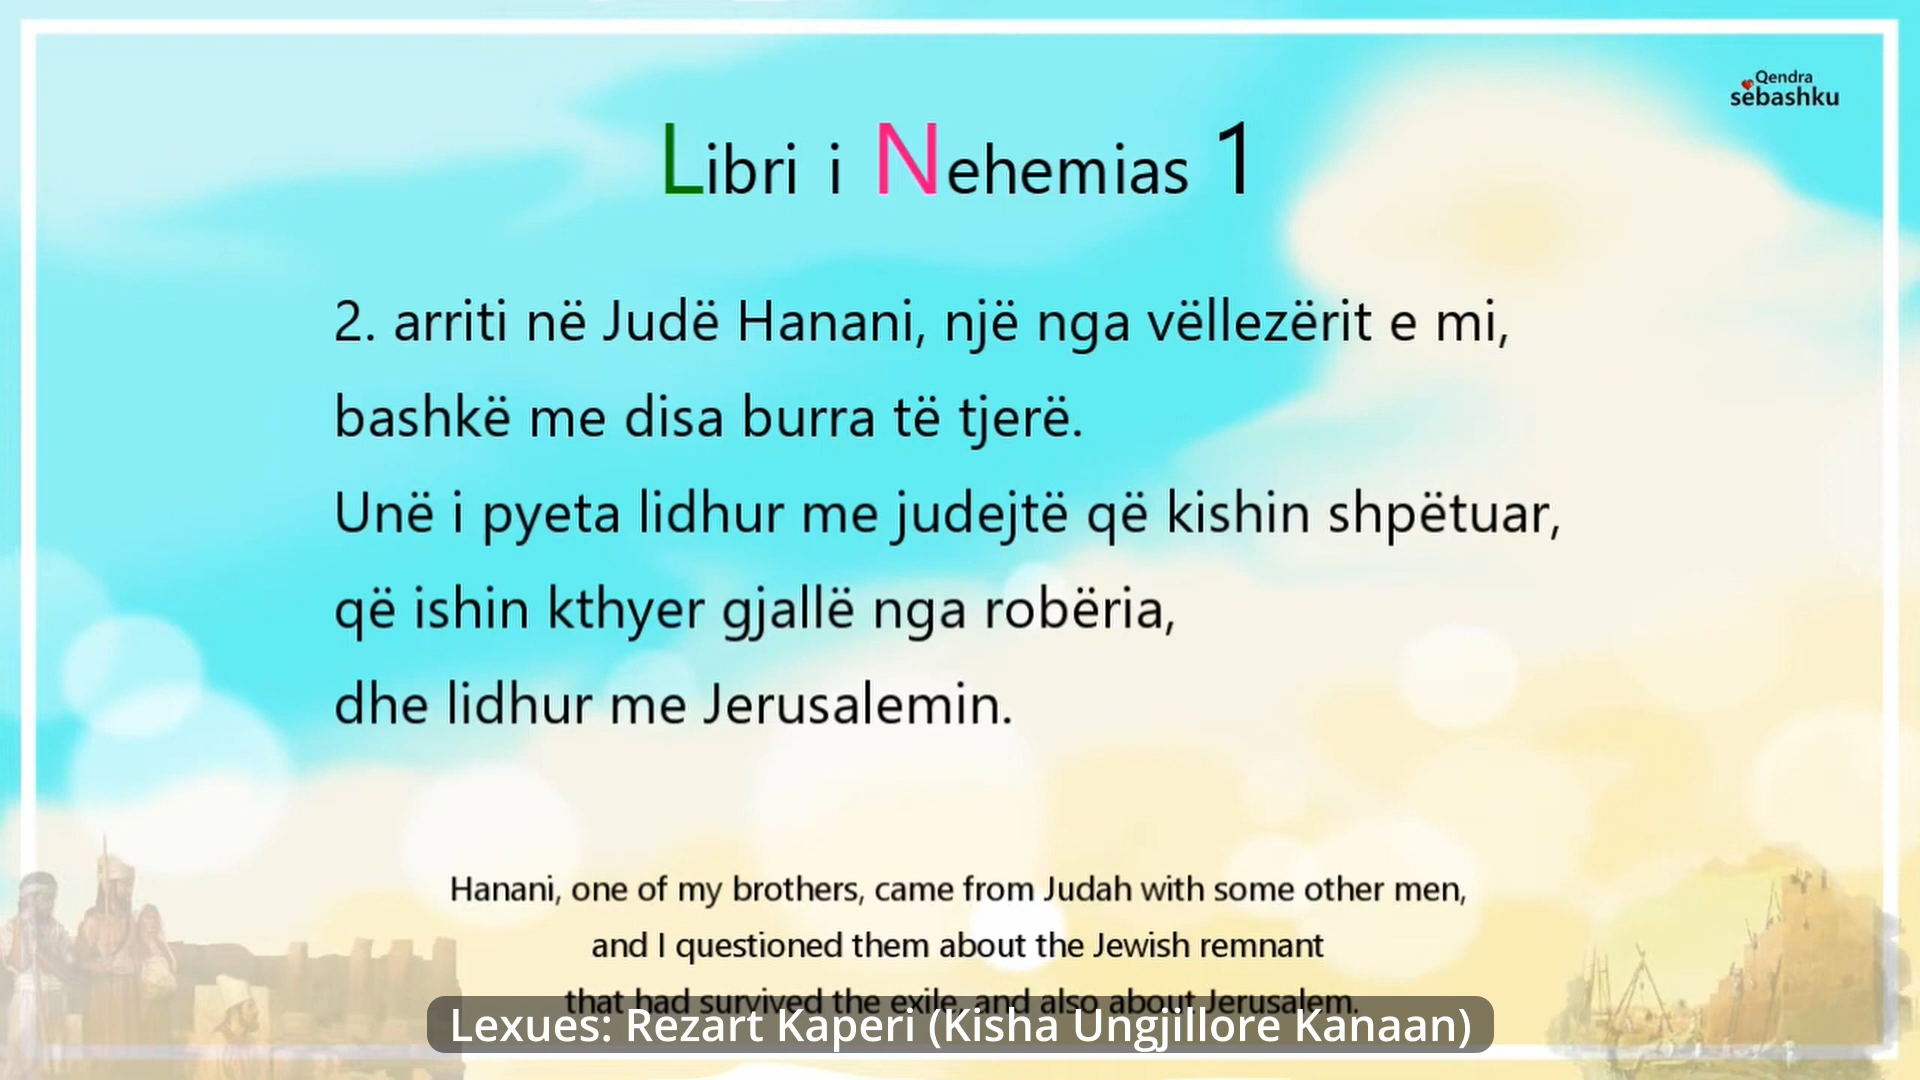 Qendra
sëbashku
Libri i Nehemias 1
2. arriti në Judë Hanani, një nga vëllezërit e mi,
bashkë me disa burra të tjerë.
Unë i pyeta lidhur me judejtë që kishin shpëtuar,
që ishin kthyer gjallë nga robëria,
dhe lidhur me Jerusalemin.
Hanani, one of my brothers, came from Judah with some other men,
and I questioned them about the Jewish remnant
that had survived the exile, and also about Jerusalem.
Lexues: Rezart Kaperi (Kisha Ungjillore Kanaan)